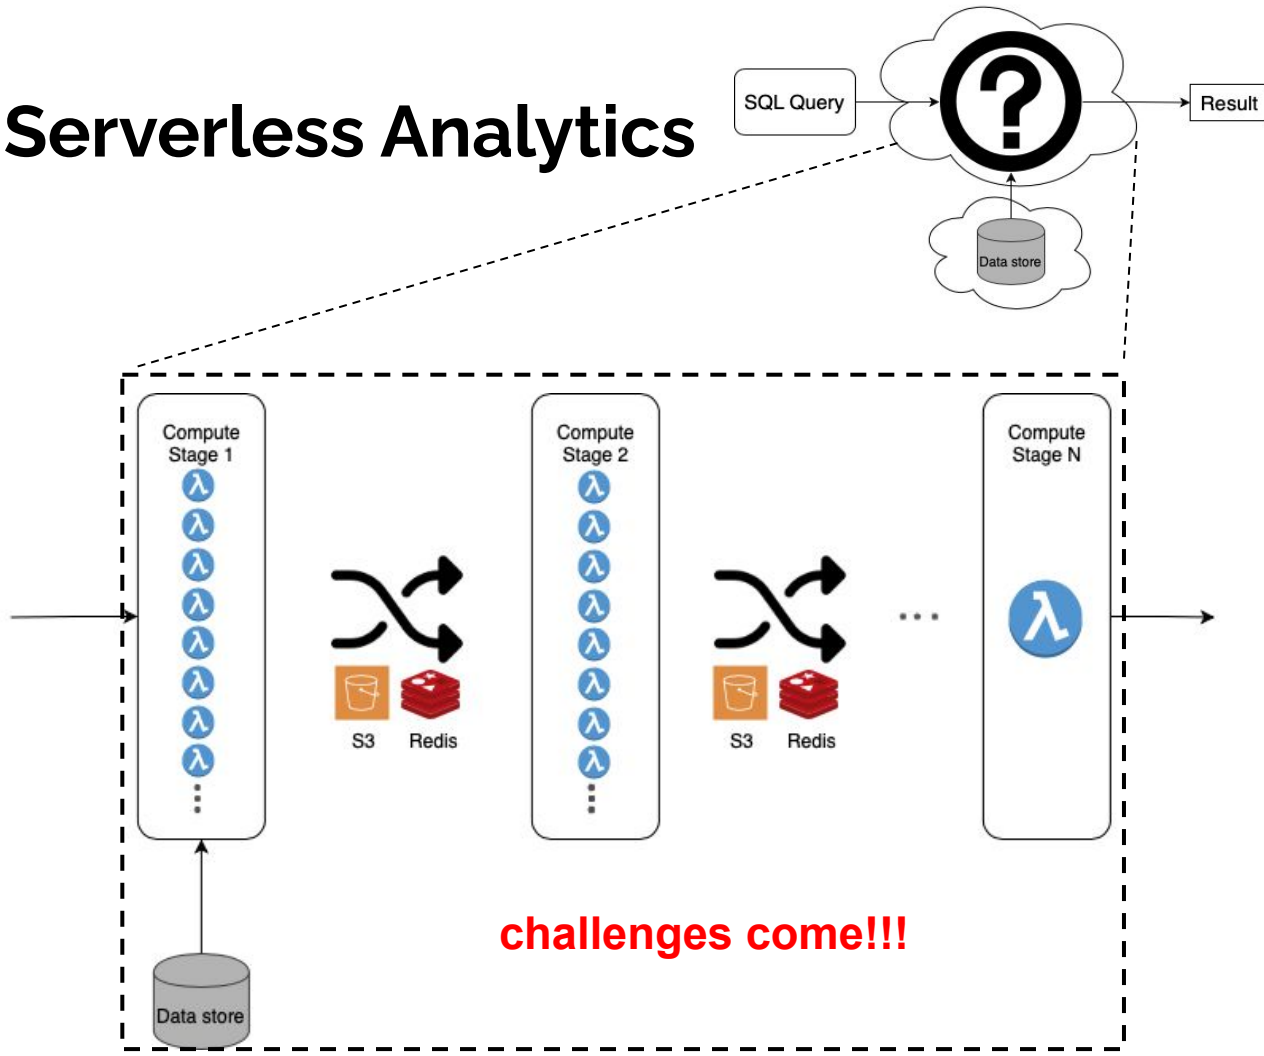 Serverless Analytics
SQL Query
Result
Data store
Compute
Stage 1
Compute
Stage 2
Compute
Stage N
S3
Redis
S3
Redis
challenges come!!!
Data store